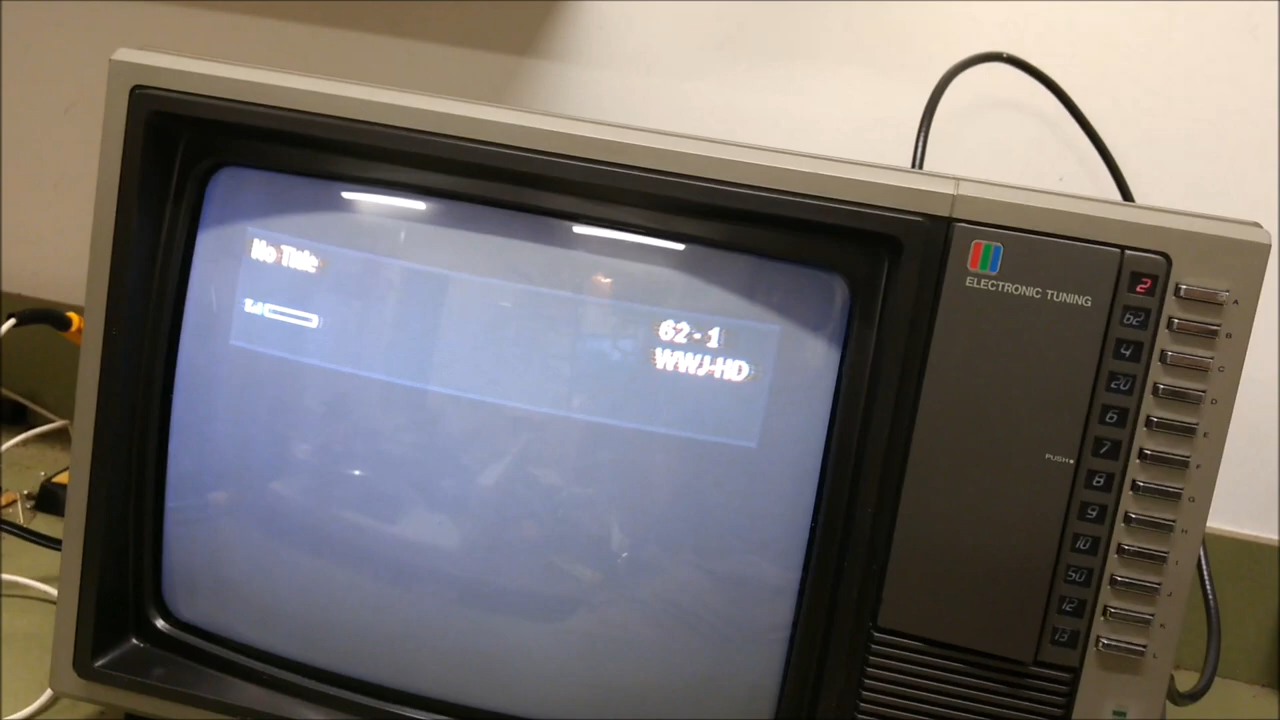 No Title
62-1
WWJ-HD
ELECTRONIC TUNING
PUSH
2 A
62 B
4 C
20 D
6 E
7 F
8 G
9 H
10 I
50 J
12 K
13 L